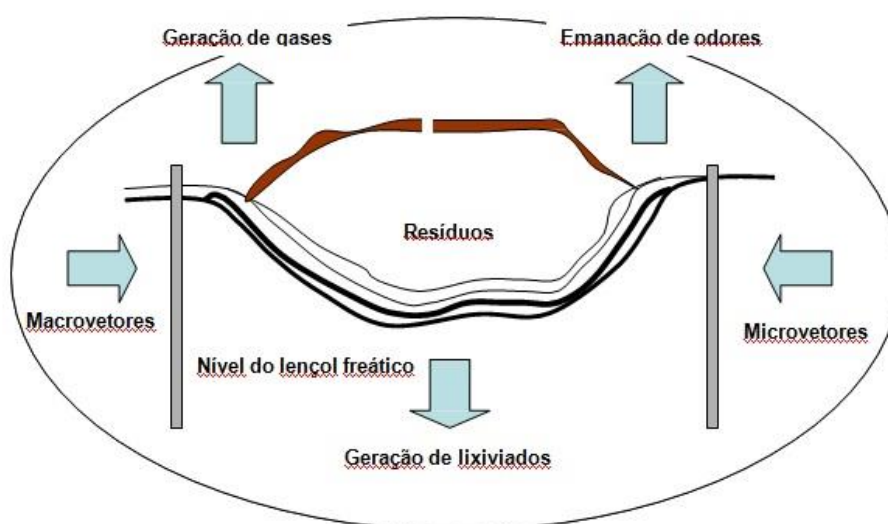 Geração de gases
Emanação de odores
Resíduos
Macrovetores
Microvetores
Nível do lençol freático
Geração de lixiviados